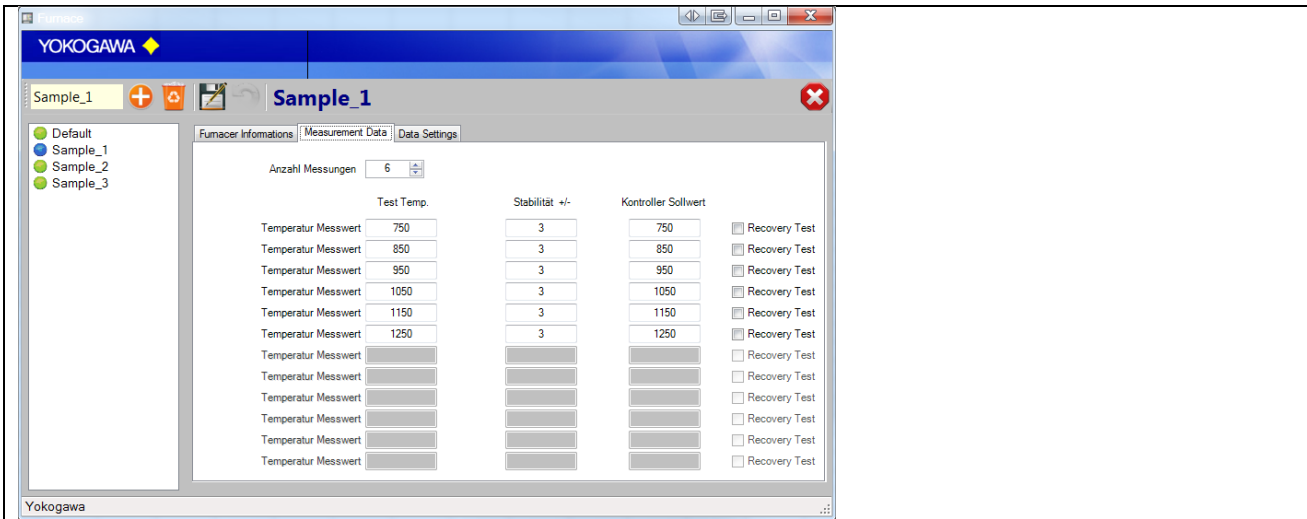 Furnace
YOKOGAWA
Sample_1
Sample_1
Default
Sample_1
Sample_2
Sample_3
Furnacer Informations Measurement Data Data Settings
Anzahl Messungen 6
Test Temp. Stabilität +/- Kontroller Sollwert
Temperatur Messwert 750 3 750 Recovery Test
Temperatur Messwert 850 3 850 Recovery Test
Temperatur Messwert 950 3 950 Recovery Test
Temperatur Messwert 1050 3 1050 Recovery Test
Temperatur Messwert 1150 3 1150 Recovery Test
Temperatur Messwert 1250 3 1250 Recovery Test
Temperatur Messwert Recovery Test
Temperatur Messwert Recovery Test
Temperatur Messwert Recovery Test
Temperatur Messwert Recovery Test
Temperatur Messwert Recovery Test
Temperatur Messwert Recovery Test
Yokogawa